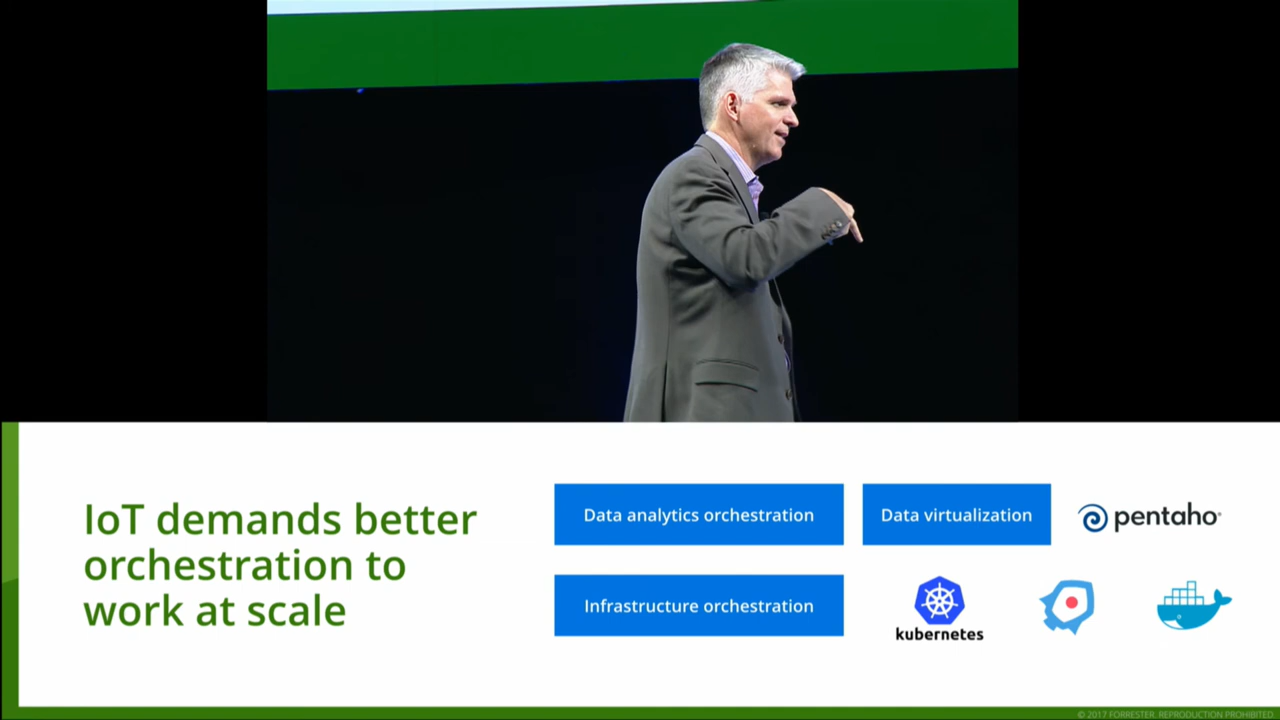 IoT demands better
orchestration to
work at scale
Data analytics orchestration
Data virtualization
pentaho
Infrastructure orchestration
kubernetes
© 2017 FORRESTER. REPRODUCTION PROHIBITED.